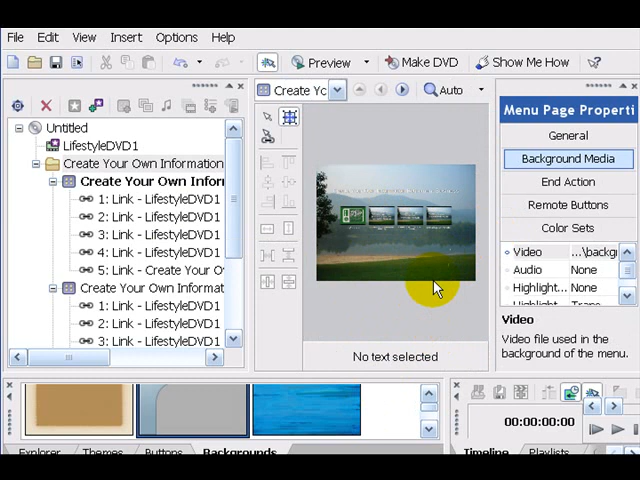 File Edit View Insert Options Help
Preview Make DVD Show Me How
Create Yc Auto
Untitled
LifestyleDVD1
Create Your Own Information
Create Your Own Inforr
1: Link - LifestyleDVD1
2: Link - LifestyleDVD1
3: Link - LifestyleDVD1
4: Link - LifestyleDVD1
5: Link - Create Your O
Create Your Own Informat
1: Link - LifestyleDVD1
2: Link - LifestyleDVD1
3: Link - LifestyleDVD1
No text selected
Menu Page Properti
General
Background Media
End Action
Remote Buttons
Color Sets
Video ...\backg
Audio None
Highlight... None
Video
Video file used in the
background of the menu.
00:00:00:00
Explorer Themes Buttons Backgrounds
Timeline Playlists